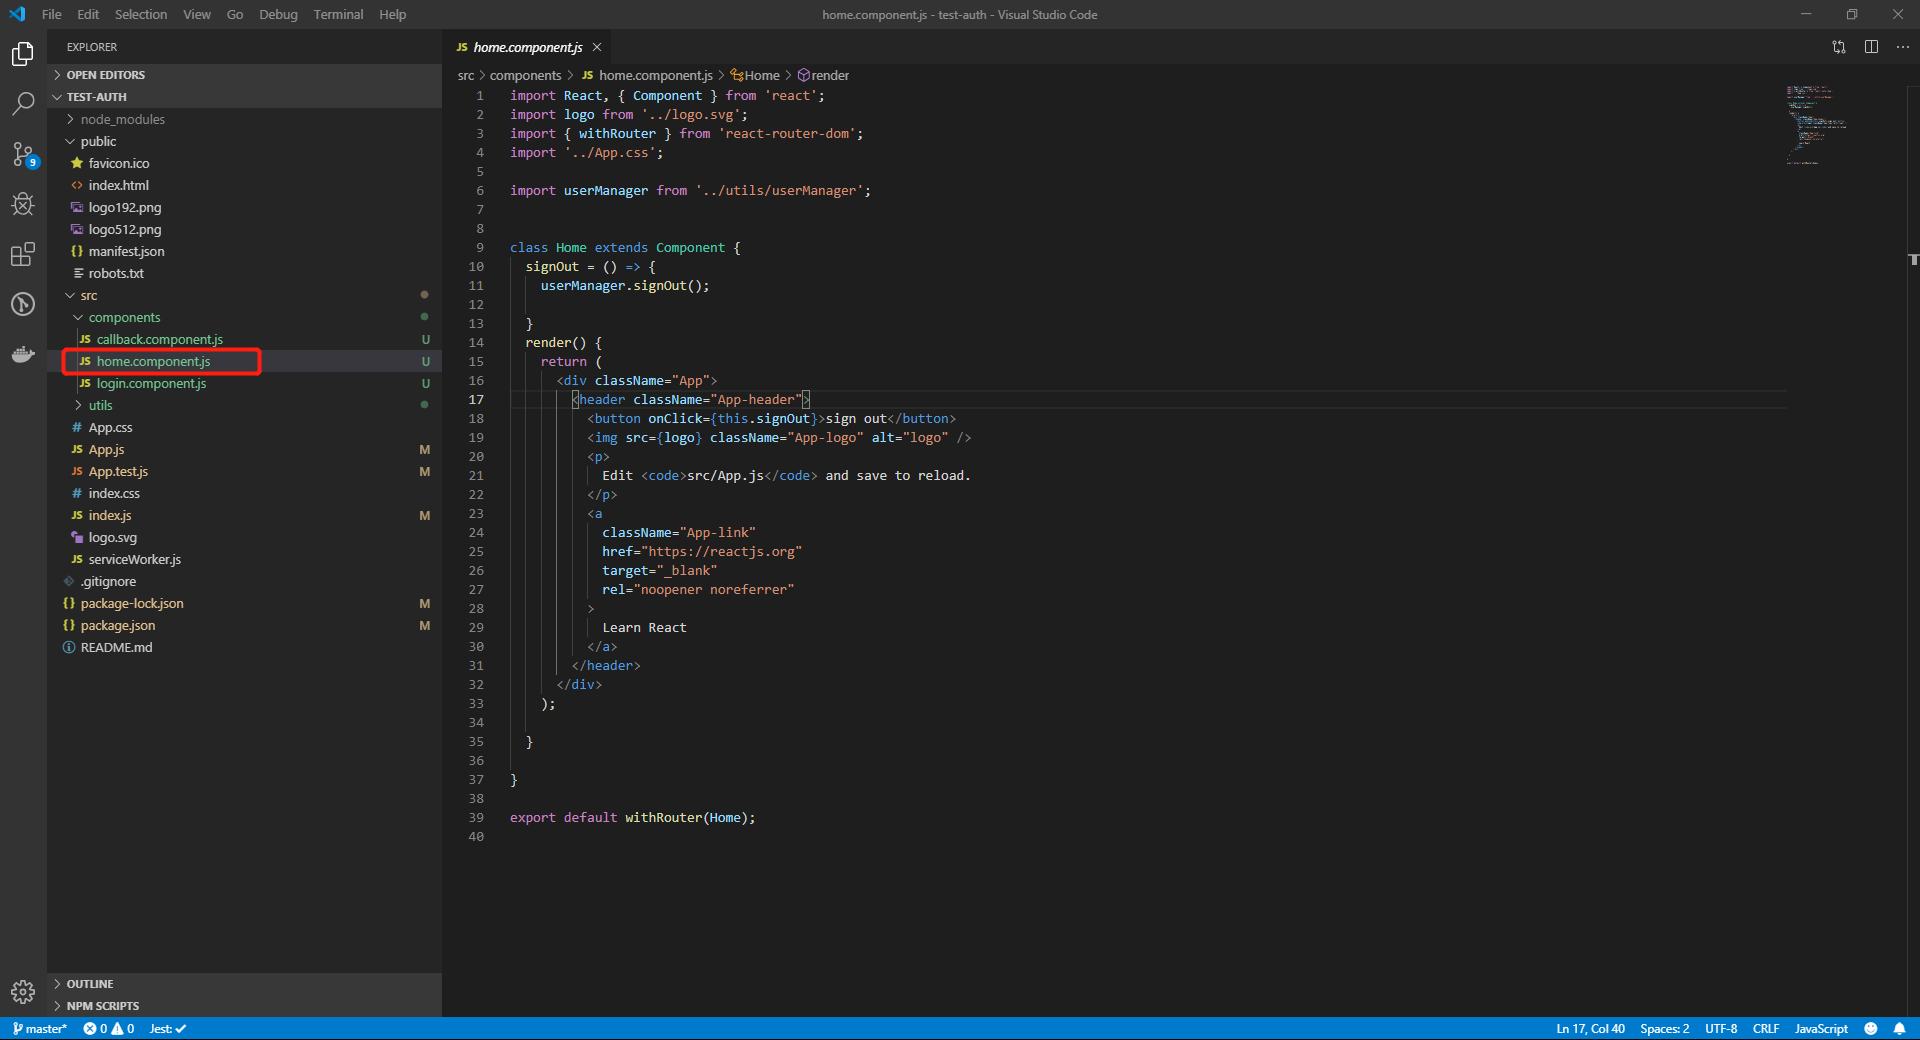 File Edit Selection View Go Debug Terminal Help
home.component.js - test-auth - Visual Studio Code
EXPLORER
OPEN EDITORS
TEST-AUTH
node_modules
public
favicon.ico
index.html
logo192.png
logo512.png
{} manifest.json
robots.txt
src
components
JS callback.component.js U
JS home.component.js U
JS login.component.js U
utils
# App.css
JS App.js M
JS App.test.js M
# index.css
JS index.js M
logo.svg
JS serviceWorker.js
.gitignore
{} package-lock.json M
{} package.json M
README.md
OUTLINE
NPM SCRIPTS
9
JS home.component.js
src > components > JS home.component.js > Home > render
1 import React, { Component } from 'react';
2 import logo from '../logo.svg';
3 import { withRouter } from 'react-router-dom';
4 import '../App.css';
5
6 import userManager from '../utils/userManager';
7
8
9 class Home extends Component {
10 signOut = () => {
11 userManager.signOut();
12
13 }
14 render() {
15 return (
16 <div className="App">
17 <header className="App-header">
18 <button onClick={this.signOut}>sign out</button>
19 <img src={logo} className="App-logo" alt="logo" />
20 <p>
21 Edit <code>src/App.js</code> and save to reload.
22 </p>
23 <a
24 className="App-link"
25 href="https://reactjs.org"
26 target="_blank"
27 rel="noopener noreferrer"
28 >
29 Learn React
30 </a>
31 </header>
32 </div>
33 );
34
35 }
36
37 }
38
39 export default withRouter(Home);
40
master* 0 0 Jest: ✓
Ln 17, Col 40 Spaces: 2 UTF-8 CRLF JavaScript